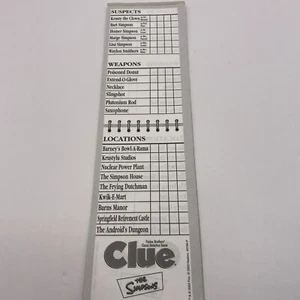 SUSPECTS
Krusty the Clown
Bart Simpson
Homer Simpson
Marge Simpson
Lisa Simpson
Waylon Smithers
WEAPONS
Poisoned Donut
Extend-O-Glove
Necklace
Slingshot
Plutonium Rod
Saxophone
ROOMS
Barney's Bowl-A-Rama
Krustylu Studios
Nuclear Power Plant
The Simpson House
The Frying Dutchman
Kwik-E-Mart
Burns Manor
Springfield Retirement Castle
The Android's Dungeon
Clue
THE
SIMPSONS